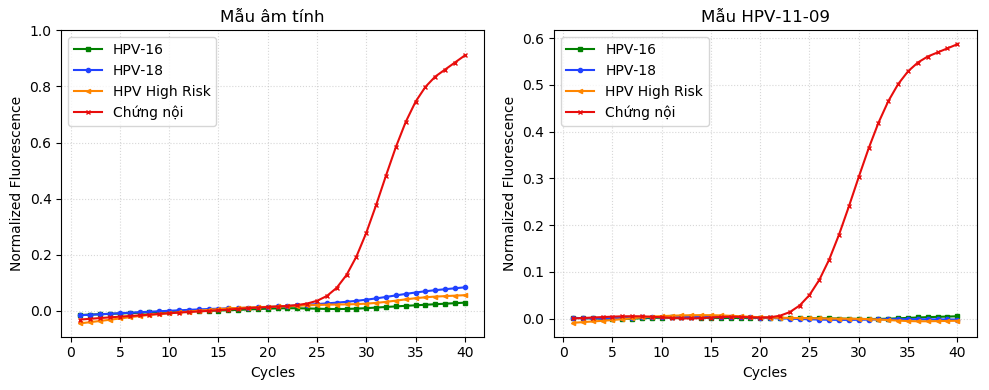 Mẫu âm tính
Normalized Fluorescence
1.0
0.8
0.6
0.4
0.2
0.0
HPV-16
HPV-18
HPV High Risk
Chứng nội
0 5 10 15 20 25 30 35 40
Cycles
Mẫu HPV-11-09
Normalized Fluorescence
0.6
0.5
0.4
0.3
0.2
0.1
0.0
HPV-16
HPV-18
HPV High Risk
Chứng nội
0 5 10 15 20 25 30 35 40
Cycles